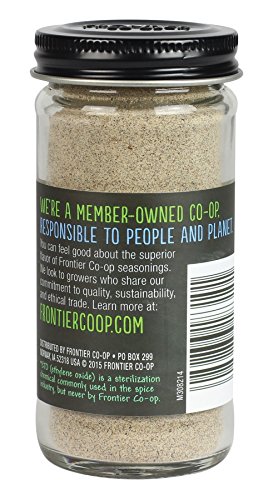 WE'RE A MEMBER-OWNED CO-OP,
RESPONSIBLE TO PEOPLE AND PLANET.
You can feel good about the superior
flavor of Frontier Co-op seasonings.
We look to growers who share our
commitment to quality, sustainability,
and ethical trade. Learn more at:
FRONTIERCOOP.COM
DISTRIBUTED BY FRONTIER CO-OP • PO BOX 299
NORWAY, IA 52318 USA © 2015 FRONTIER CO-OP
(ethylene oxide) is a sterilization
chemical commonly used in the spice
industry, but never by Frontier Co-op.
M308214